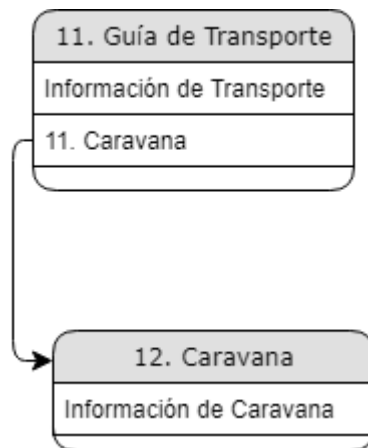 11. Guía de Transporte
Información de Transporte
11. Caravana
12. Caravana
Información de Caravana